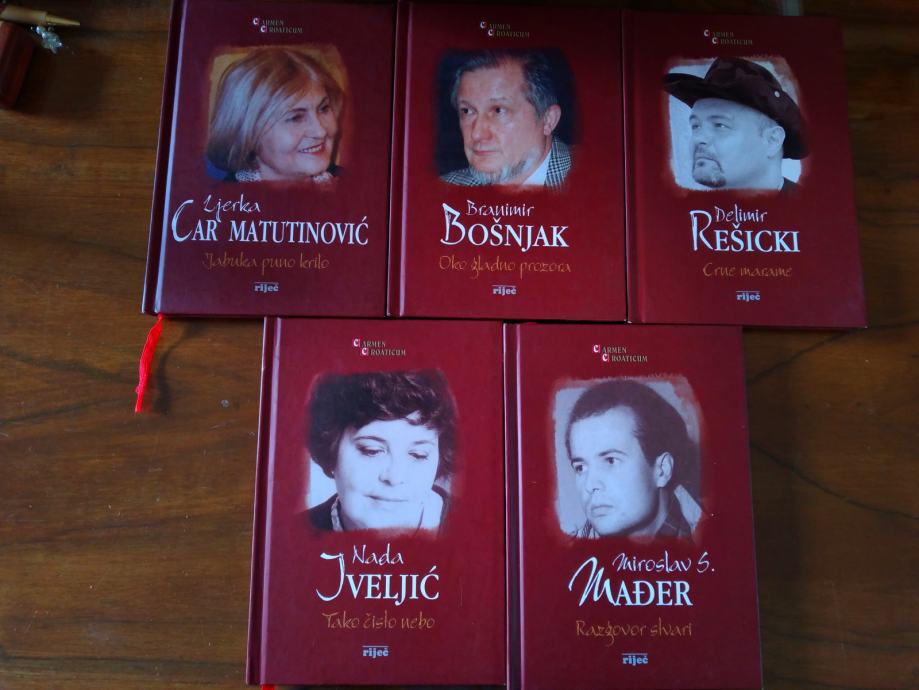 CARMEN
CROATICUM
Ljerka
CAR MATUTINOVIĆ
Jabuka puno krilo
riječ
CARMEN
CROATICUM
Branimir
BOŠNJAK
Oko gladno prozora
riječ
CARMEN
CROATICUM
Delimir
REŠICKI
Crne marame
riječ
CARMEN
CROATICUM
Nada
IVELJIĆ
Tako čisto nebo
riječ
CARMEN
CROATICUM
Miroslav S.
MAĐER
Razgovor stvari
riječ